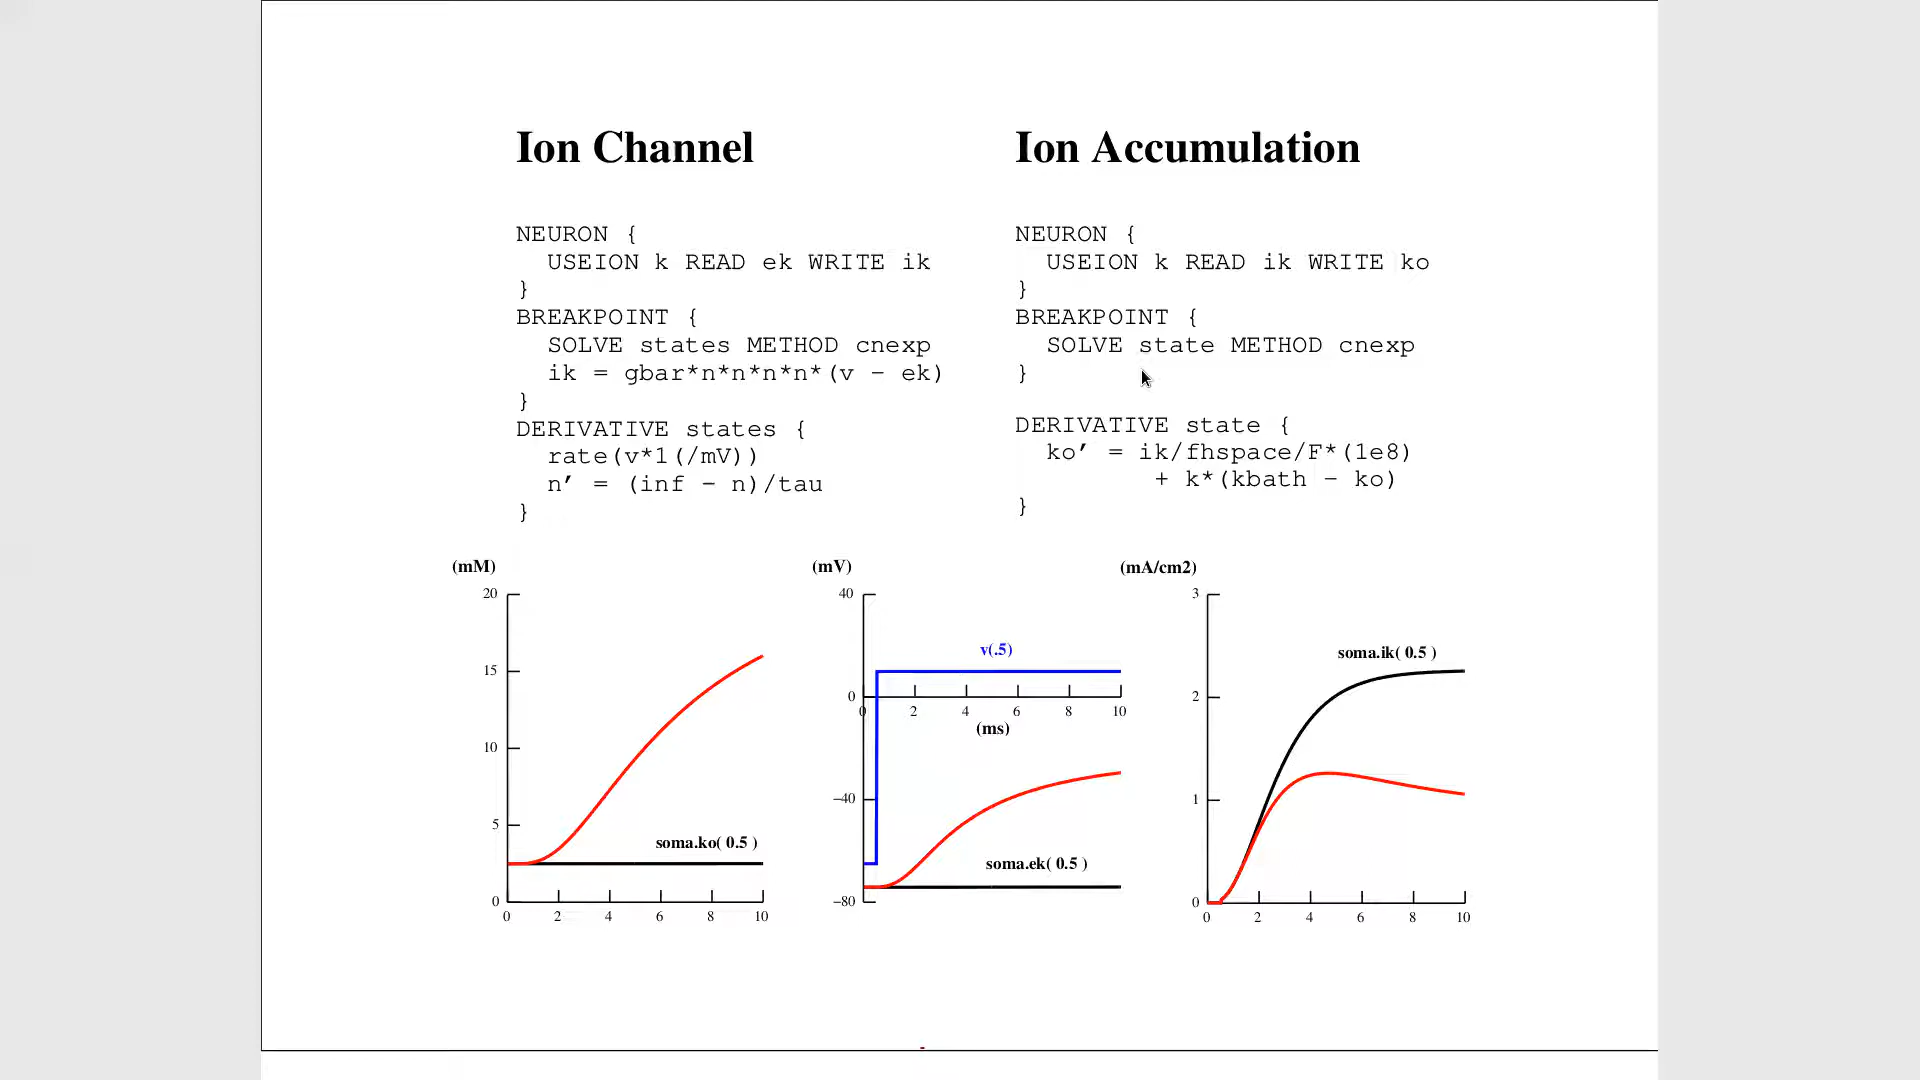 Ion Channel
NEURON {
  USEION k READ ek WRITE ik
}
BREAKPOINT {
  SOLVE states METHOD cnexp
  ik = gbar*n*n*n*n*(v − ek)
}
DERIVATIVE states {
  rate(v*1(/mV))
  n′ = (inf − n)/tau
}
Ion Accumulation
NEURON {
  USEION k READ ik WRITE ko
}
BREAKPOINT {
  SOLVE state METHOD cnexp
}
DERIVATIVE state {
  ko′ = ik/fhspace/F*(1e8)
         + k*(kbath − ko)
}
(mM)
20
15
10
5
0
soma.ko( 0.5 )
0 2 4 6 8 10
(mV)
40
v(.5)
0
0 2 4 6 8 10
(ms)
−40
soma.ek( 0.5 )
−80
(mA/cm2)
3
soma.ik( 0.5 )
2
1
0
0 2 4 6 8 10